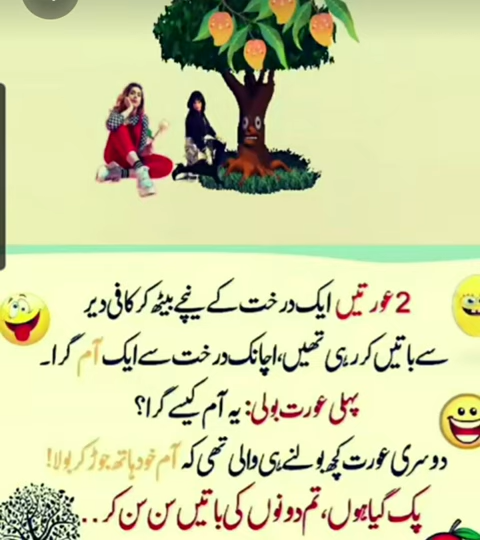 2 عورتیں ایک درخت کے نیچے بیٹھ کر کافی دیر
سے باتیں کر رہی تھیں، اچانک درخت سے ایک آم گرا۔
پہلی عورت بولی: یہ آم کیسے گرا؟
دوسری عورت کچھ بولنے ہی والی تھی کہ آم خود ہاتھ جوڑ کر بولا!
پک گیا ہوں، تم دونوں کی باتیں سن سن کر...